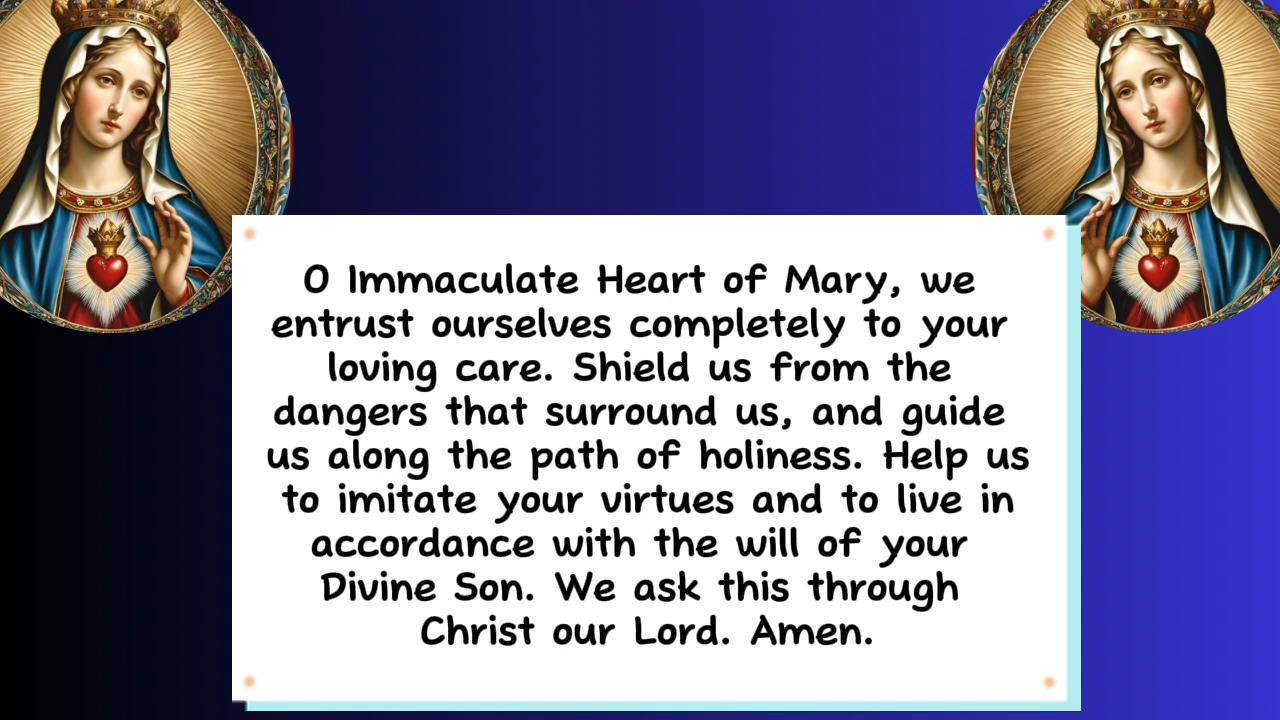 O Immaculate Heart of Mary, we
entrust ourselves completely to your
loving care. Shield us from the
dangers that surround us, and guide
us along the path of holiness. Help us
to imitate your virtues and to live in
accordance with the will of your
Divine Son. We ask this through
Christ our Lord. Amen.